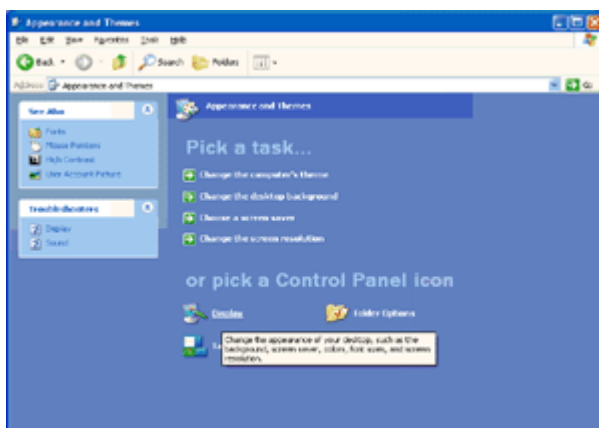 Appearance and Themes
File Edit View Favorites Tools Help
Back Search Folders
Address Appearance and Themes Go
See Also
Fonts
Mouse Pointers
High Contrast
User Account Picture
Troubleshooters
Display
Sound
Appearance and Themes
Pick a task...
Change the computer's theme
Change the desktop background
Choose a screen saver
Change the screen resolution
or pick a Control Panel icon
Display
Folder Options
Change the appearance of your desktop, such as the
background, screen saver, colors, font sizes, and screen
resolution.